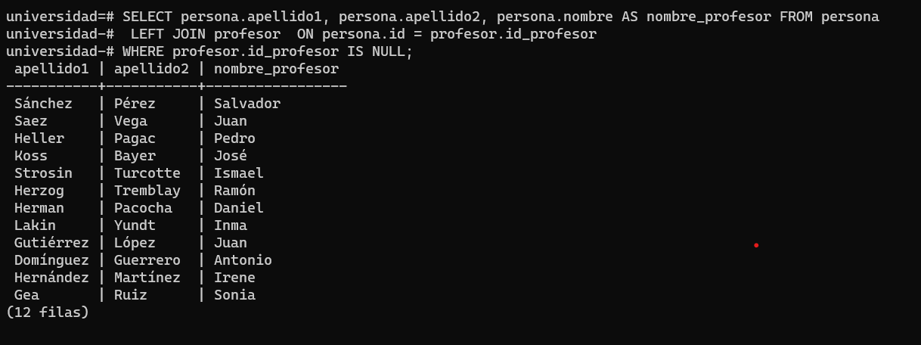 universidad=# SELECT persona.apellido1, persona.apellido2, persona.nombre AS nombre_profesor FROM persona
universidad-#  LEFT JOIN profesor  ON persona.id = profesor.id_profesor
universidad-# WHERE profesor.id_profesor IS NULL;
 apellido1 | apellido2 | nombre_profesor
-----------+-----------+-----------------
 Sánchez   | Pérez     | Salvador
 Saez      | Vega      | Juan
 Heller    | Pagac     | Pedro
 Koss      | Bayer     | José
 Strosin   | Turcotte  | Ismael
 Herzog    | Tremblay  | Ramón
 Herman    | Pacocha   | Daniel
 Lakin     | Yundt     | Inma
 Gutiérrez | López     | Juan
 Domínguez | Guerrero  | Antonio
 Hernández | Martínez  | Irene
 Gea       | Ruiz      | Sonia
(12 filas)